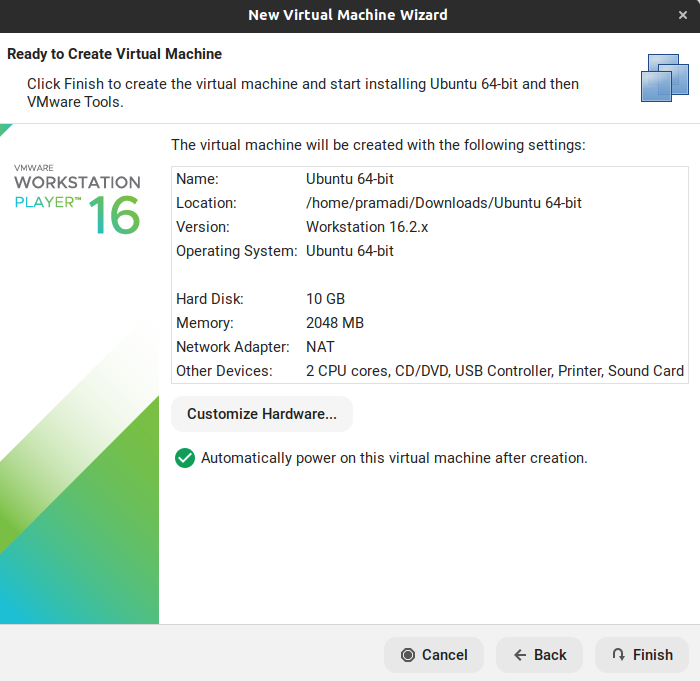 New Virtual Machine Wizard
Ready to Create Virtual Machine
Click Finish to create the virtual machine and start installing Ubuntu 64-bit and then
VMware Tools.
The virtual machine will be created with the following settings:
VMWARE
WORKSTATION
PLAYER™ 16
Name: Ubuntu 64-bit
Location: /home/pramadi/Downloads/Ubuntu 64-bit
Version: Workstation 16.2.x
Operating System: Ubuntu 64-bit
Hard Disk: 10 GB
Memory: 2048 MB
Network Adapter: NAT
Other Devices: 2 CPU cores, CD/DVD, USB Controller, Printer, Sound Card
Customize Hardware...
Automatically power on this virtual machine after creation.
Cancel Back Finish